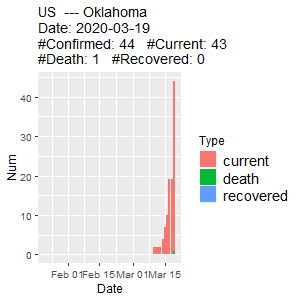 US --- Oklahoma
Date: 2020-03-19
#Confirmed: 44 #Current: 43
#Death: 1 #Recovered: 0
Type
current
death
recovered
Num
40
30
20
10
0
Feb 01
Feb 15
Mar 01
Mar 15
Date